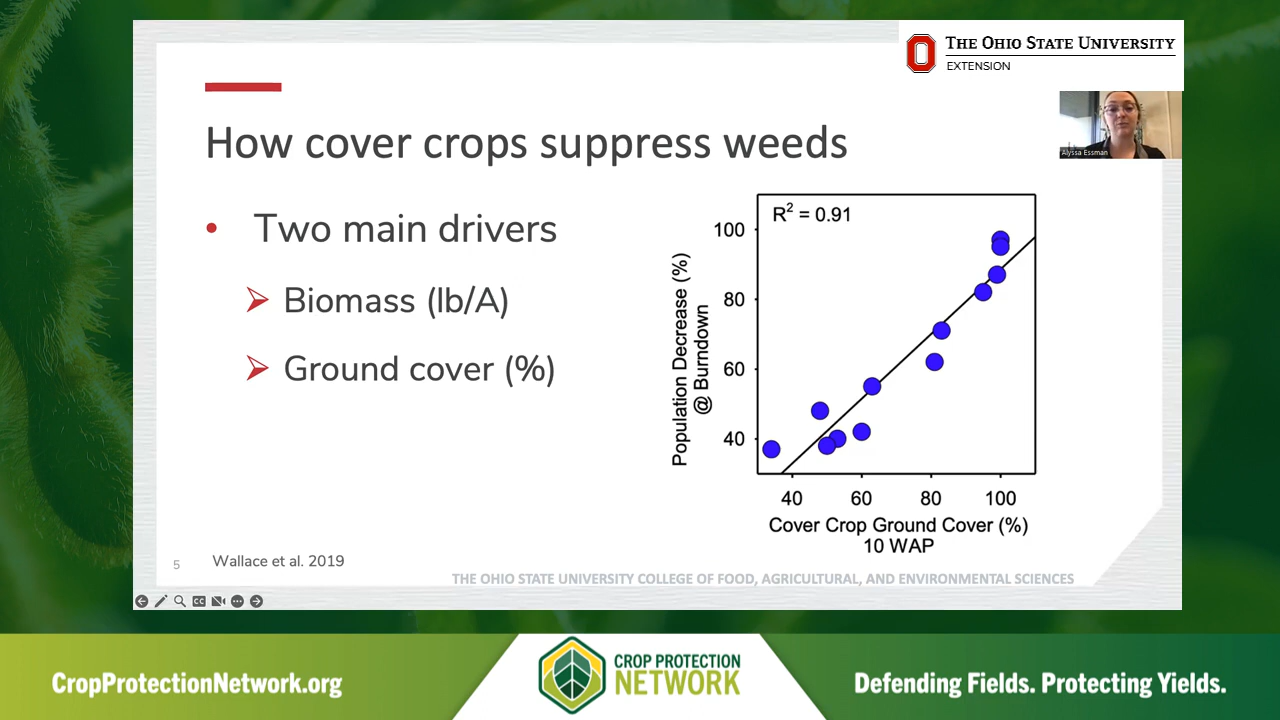 THE OHIO STATE UNIVERSITY
EXTENSION
Alyssa Essman
How cover crops suppress weeds
• Two main drivers
Biomass (lb/A)
Ground cover (%)
R² = 0.91
Population Decrease (%)
@ Burndown
100
80
60
40
40 60 80 100
Cover Crop Ground Cover (%)
10 WAP
5
Wallace et al. 2019
THE OHIO STATE UNIVERSITY COLLEGE OF FOOD, AGRICULTURAL, AND ENVIRONMENTAL SCIENCES
CC
CropProtectionNetwork.org
CROP PROTECTION
NETWORK
Defending Fields. Protecting Yields.